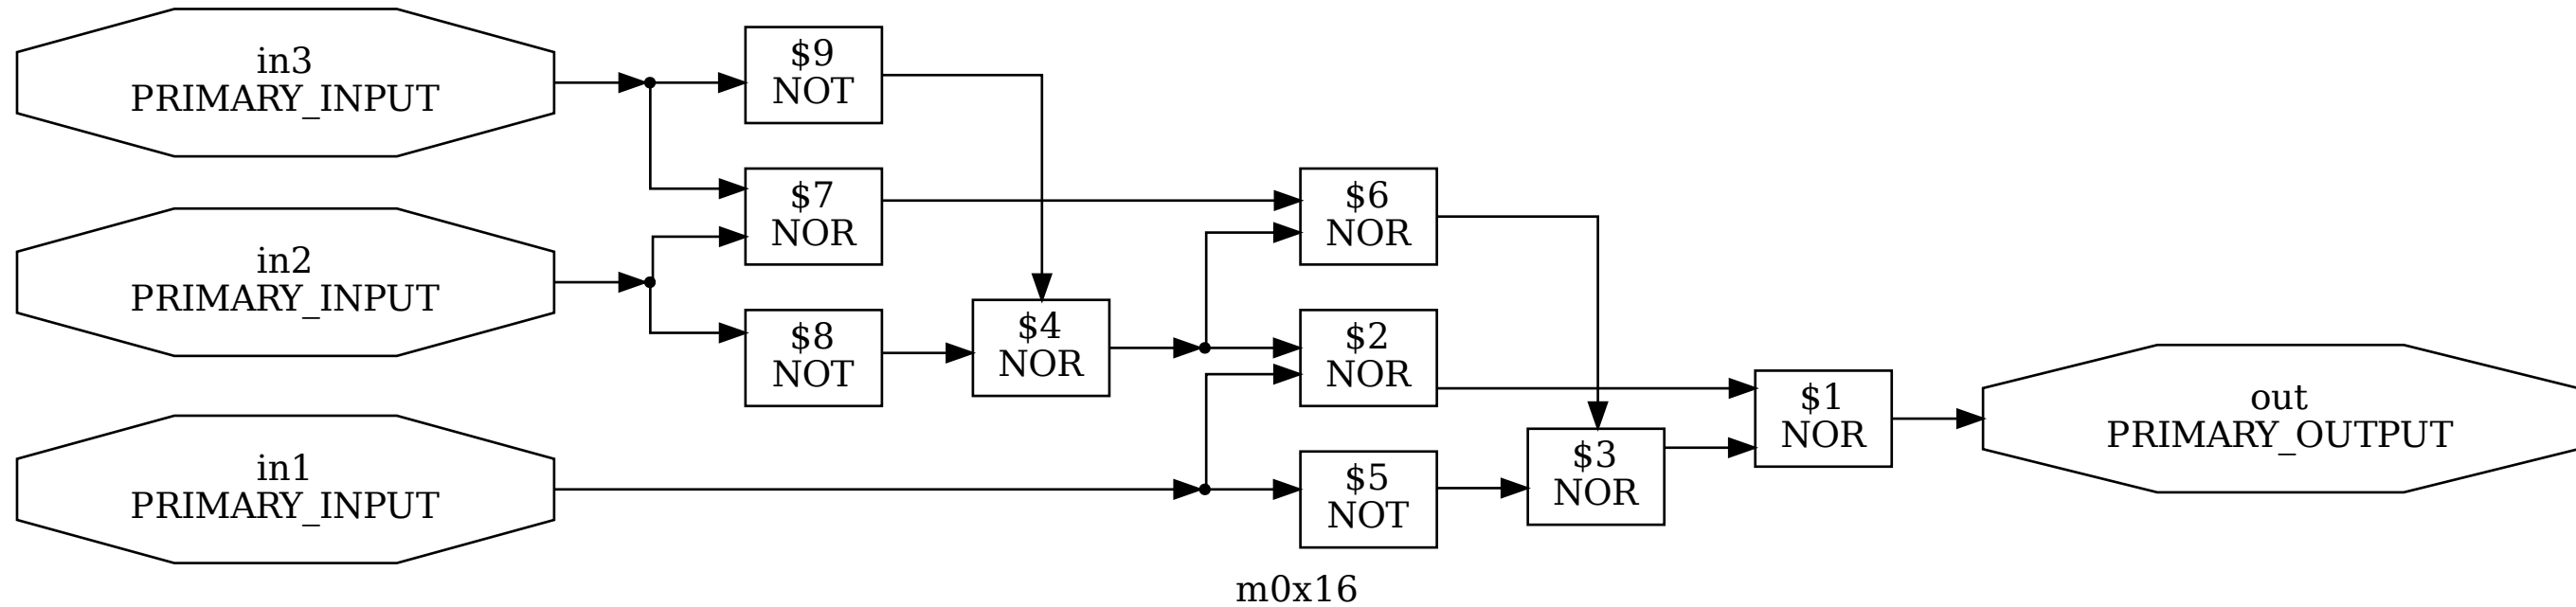 in3
PRIMARY_INPUT
$9
NOT
$7
NOR
$6
NOR
in2
PRIMARY_INPUT
$8
NOT
$4
NOR
$2
NOR
$1
NOR
out
PRIMARY_OUTPUT
in1
PRIMARY_INPUT
$5
NOT
$3
NOR
m0x16